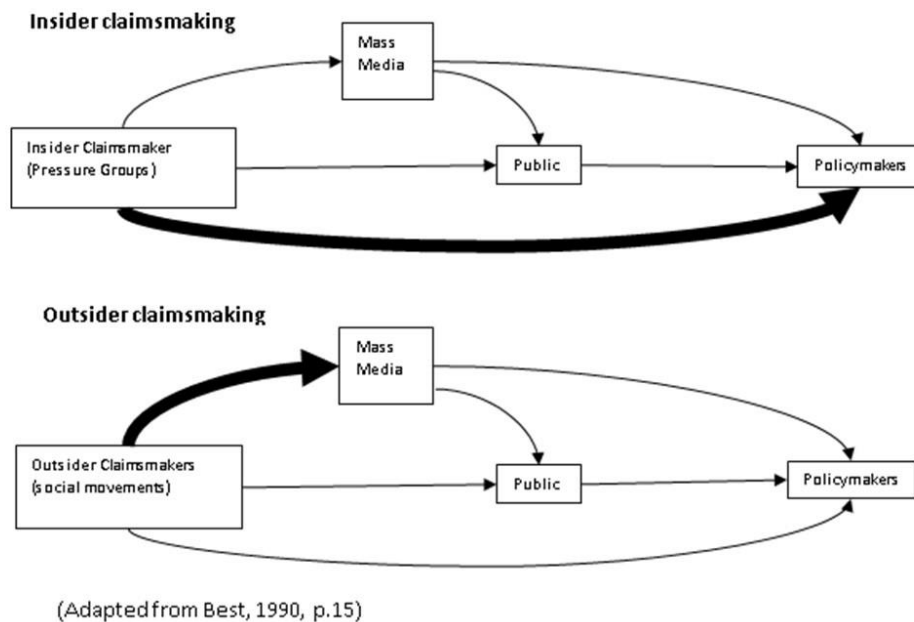 Insider claimsmaking
Mass
Media
Insider Claimsmaker
(Pressure Groups)
Public
Policymakers
Outsider claimsmaking
Mass
Media
Outsider Claimsmakers
(social movements)
Public
Policymakers
(Adapted from Best, 1990, p.15)